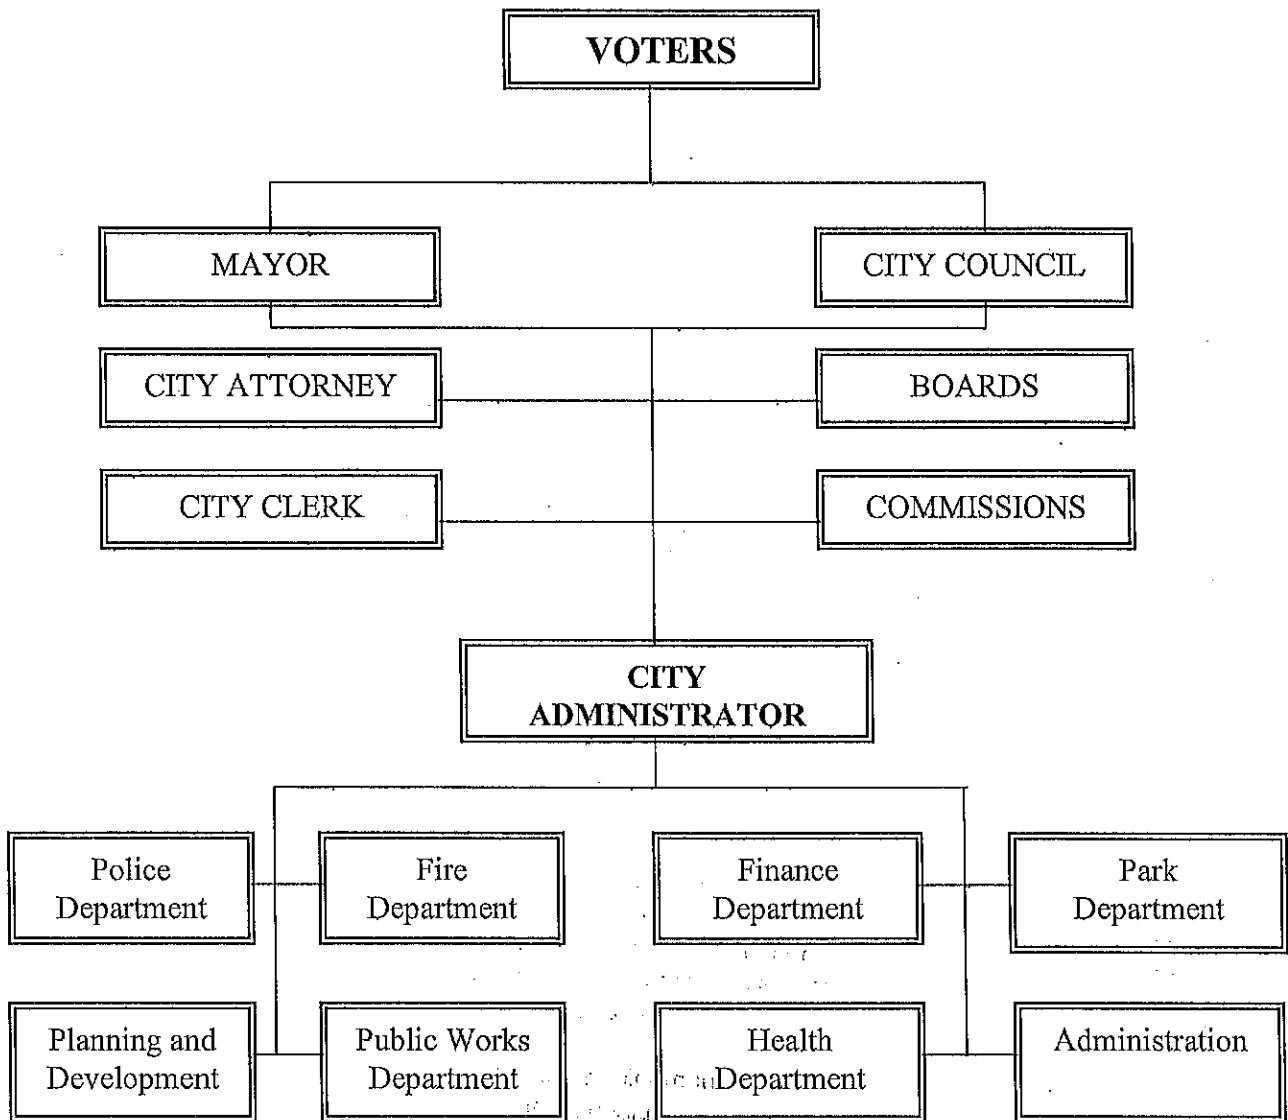 VOTERS
MAYOR
CITY COUNCIL
CITY ATTORNEY
BOARDS
CITY CLERK
COMMISSIONS
CITY
ADMINISTRATOR
Police
Department
Fire
Department
Finance
Department
Park
Department
Planning and
Development
Public Works
Department
Health
Department
Administration